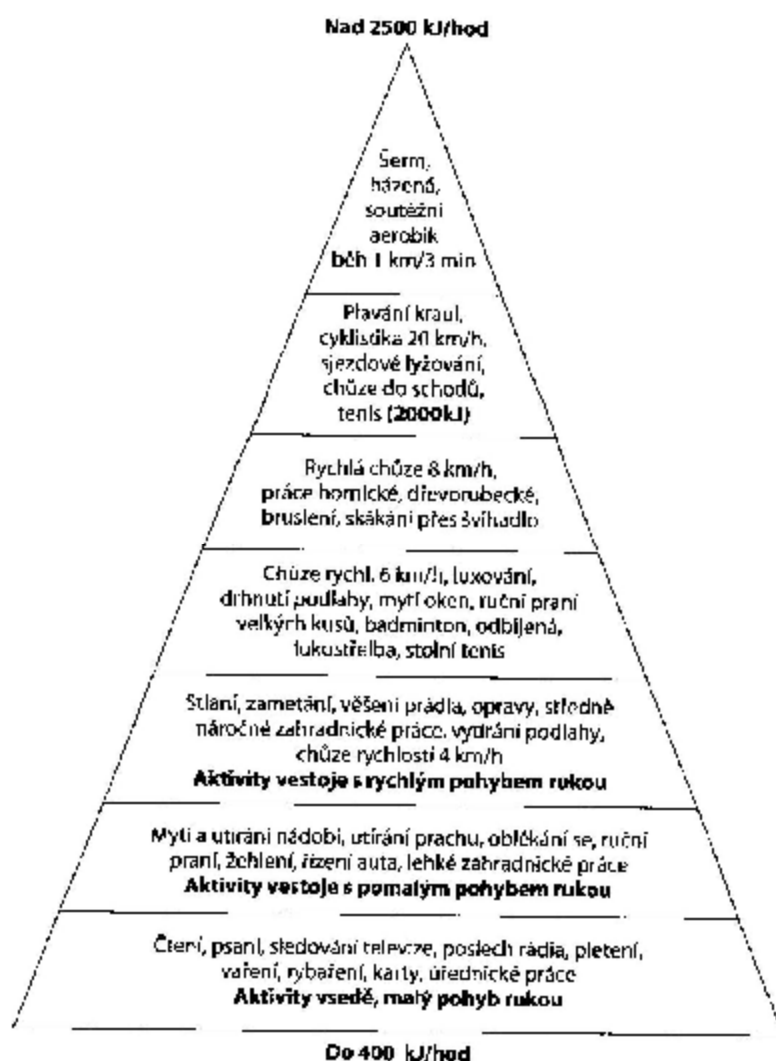 Nad 2500 kJ/hod
Šerm,
házená,
soutěžní
aerobik
běh 1 km/3 min
Plavání kraul,
cyklistika 20 km/h,
sjezdové lyžování,
chůze do schodů,
tenis (2000kJ)
Rychlá chůze 8 km/h,
práce hornické, dřevorubecké,
bruslení, skákání přes švihadlo
Chůze rychl. 6 km/h, luxování,
drhnutí podlahy, mytí oken, ruční praní
velkých kusů, badminton, odbíjená,
lukostřelba, stolní tenis
Stlaní, zametání, věšení prádla, opravy, středně
náročné zahradnické práce, vytírání podlahy,
chůze rychlostí 4 km/h
Aktivity vestoje s rychlým pohybem rukou
Mytí a utírání nádobí, utírání prachu, oblékání se, ruční
praní, žehlení, řízení auta, lehké zahradnické práce
Aktivity vestoje s pomalým pohybem rukou
Čtení, psaní, sledování televize, poslech rádia, pletení,
vaření, rybaření, karty, úřednické práce
Aktivity vsedě, malý pohyb rukou
Do 400 kJ/hod